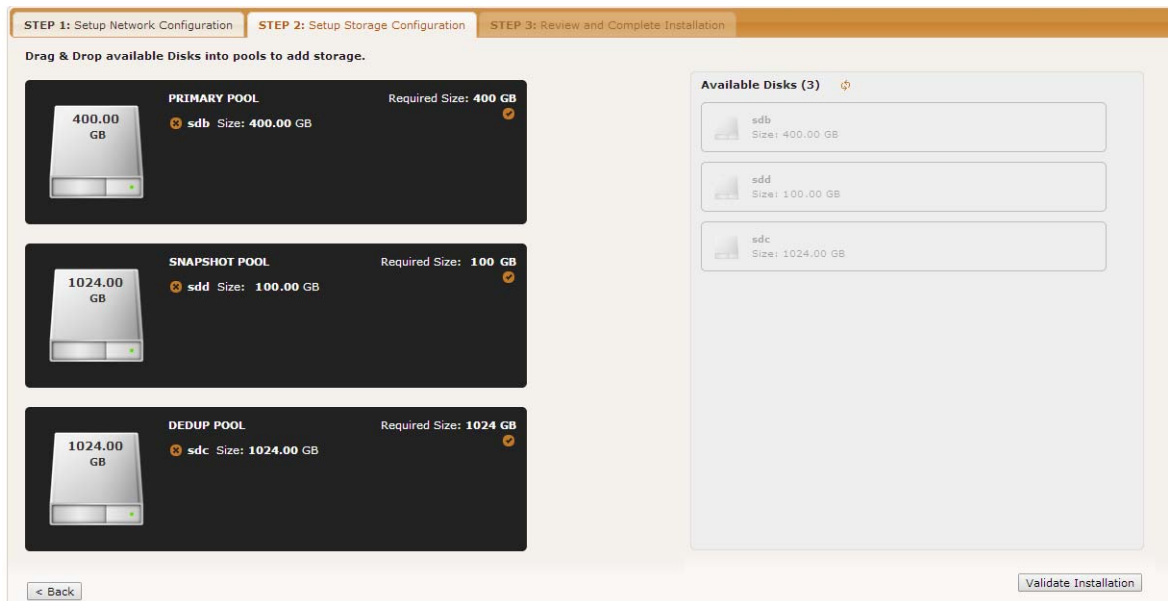 STEP 1: Setup Network Configuration
STEP 2: Setup Storage Configuration
STEP 3: Review and Complete Installation
Drag & Drop available Disks into pools to add storage.
400.00
GB
PRIMARY POOL
Required Size: 400 GB
sdb Size: 400.00 GB
1024.00
GB
SNAPSHOT POOL
Required Size: 100 GB
sdd Size: 100.00 GB
1024.00
GB
DEDUP POOL
Required Size: 1024 GB
sdc Size: 1024.00 GB
Available Disks (3)
sdb
Size: 400.00 GB
sdd
Size: 100.00 GB
sdc
Size: 1024.00 GB
< Back
Validate Installation